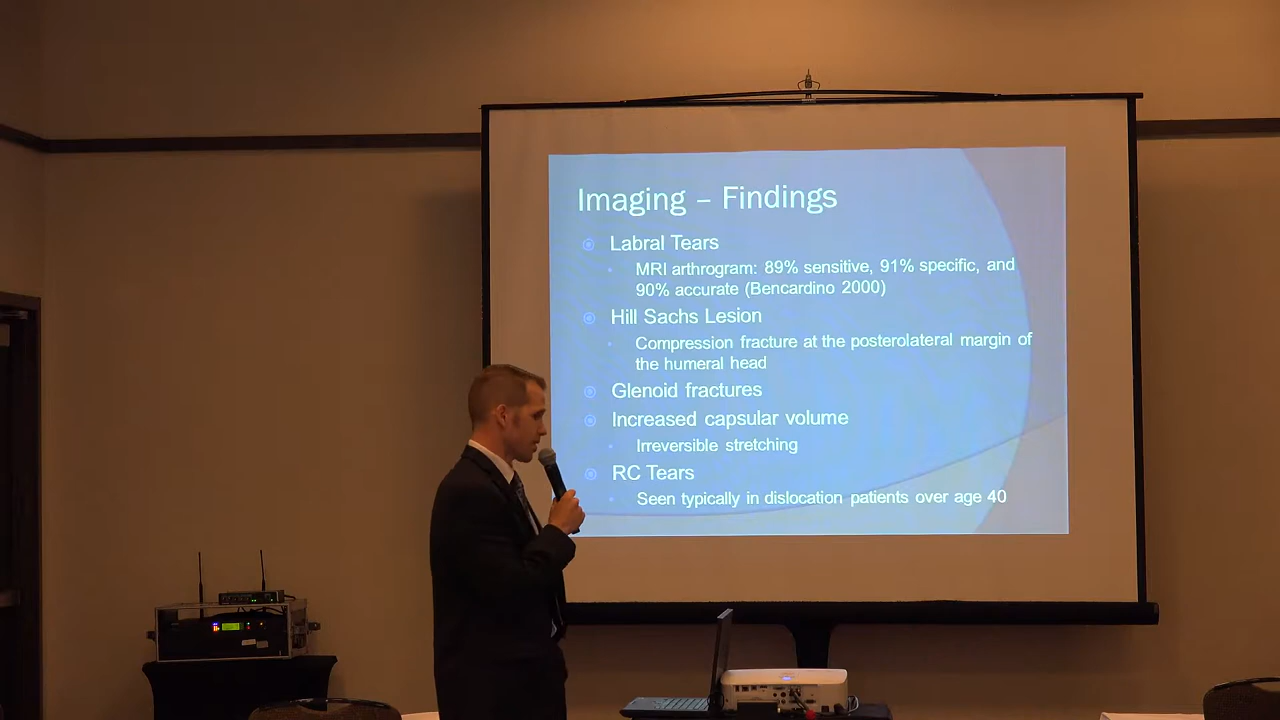 Imaging – Findings
Labral Tears
MRI arthrogram: 89% sensitive, 91% specific, and
90% accurate (Bencardino 2000)
Hill Sachs Lesion
Compression fracture at the posterolateral margin of
the humeral head
Glenoid fractures
Increased capsular volume
Irreversible stretching
RC Tears
Seen typically in dislocation patients over age 40